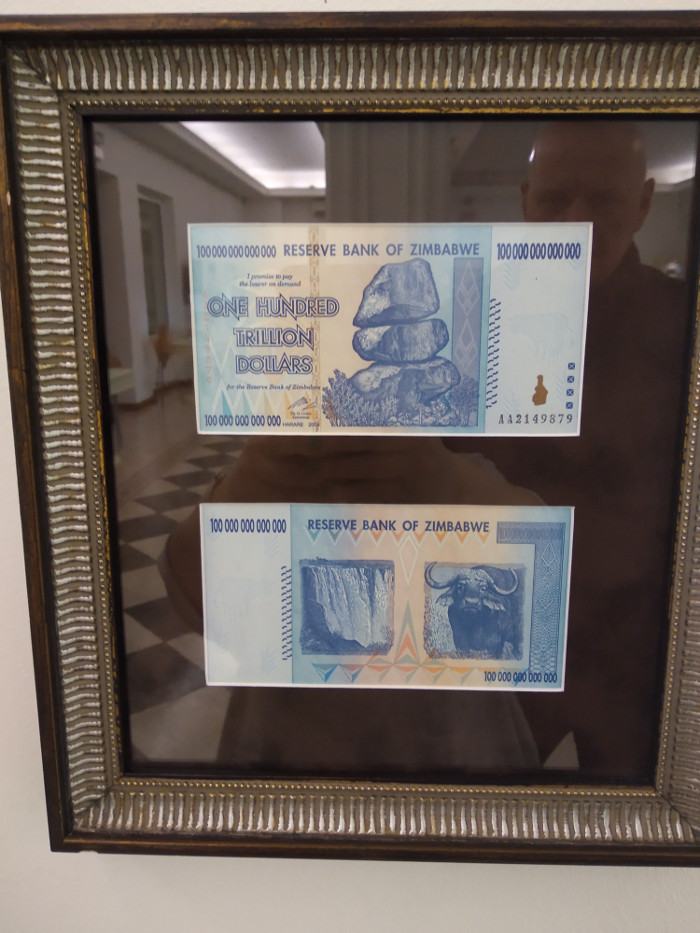 100 000 000 000 000 RESERVE BANK OF ZIMBABWE 100 000 000 000 000
I promise to pay
the bearer on demand
ONE HUNDRED
TRILLION
DOLLARS
for the Reserve Bank of Zimbabwe
100 000 000 000 000 HARARE 2008
AA2149879
100 000 000 000 000 RESERVE BANK OF ZIMBABWE
100 000 000 000 000